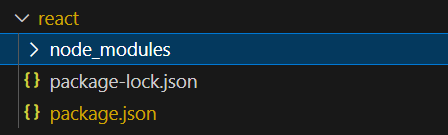 react
node_modules
package-lock.json
package.json